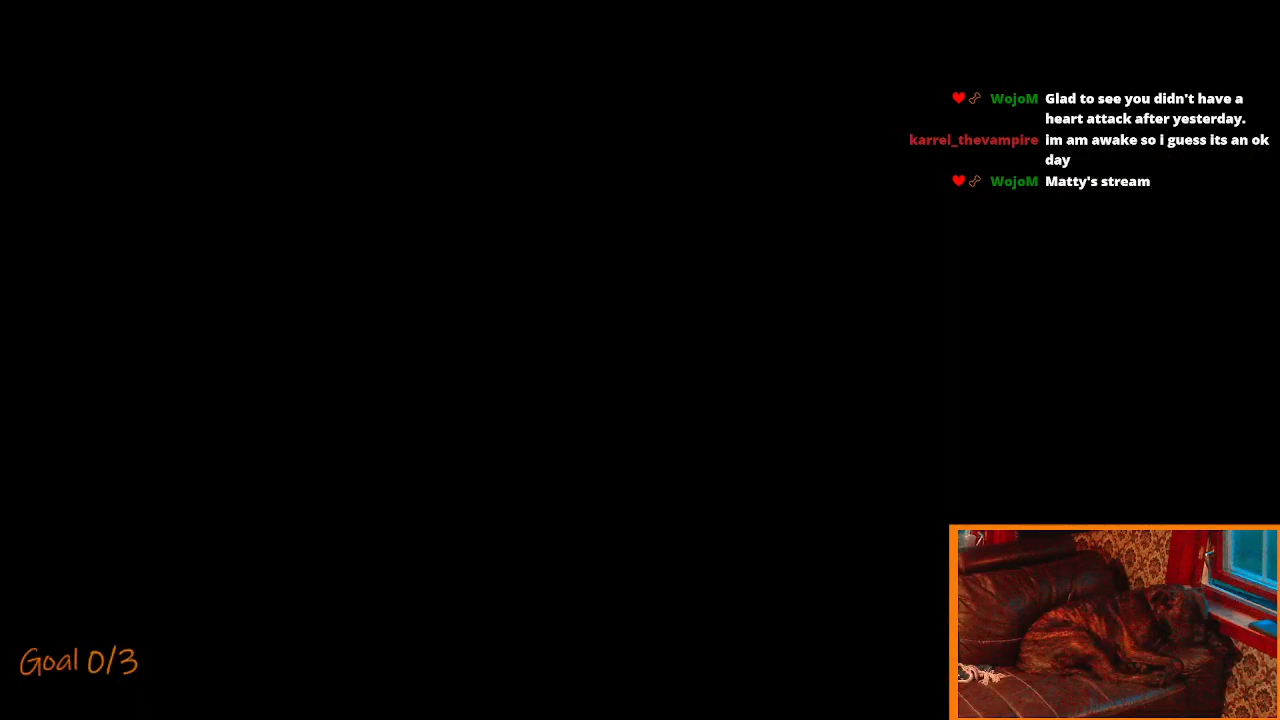 WojoM Glad to see you didn't have a
heart attack after yesterday.
karrel_thevampire im am awake so i guess its an ok
day
WojoM Matty's stream
Goal 0/3